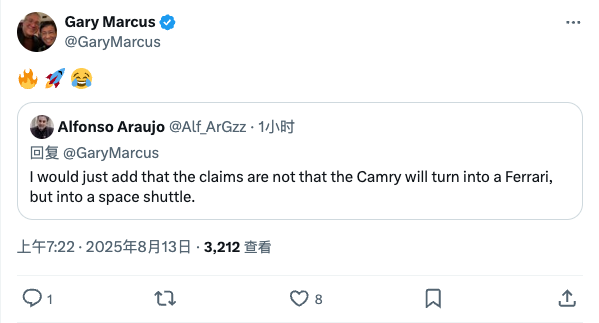 Gary Marcus
@GaryMarcus
🔥 🚀 😂
Alfonso Araujo @Alf_ArGzz · 1小时
回复 @GaryMarcus
I would just add that the claims are not that the Camry will turn into a Ferrari,
but into a space shuttle.
上午7:22 · 2025年8月13日 · 3,212 查看
1
8